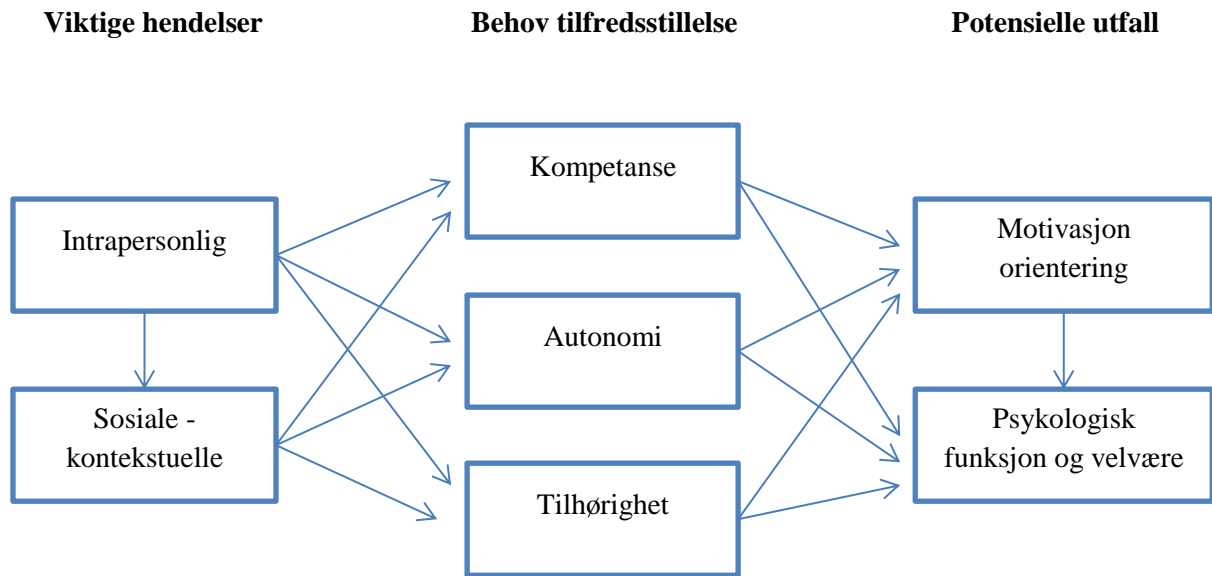 Viktige hendelser
Behov tilfredsstillelse
Potensielle utfall
Kompetanse
Intrapersonlig
Motivasjon
orientering
Autonomi
Sosiale -
kontekstuelle
Psykologisk
funksjon og velvære
Tilhørighet